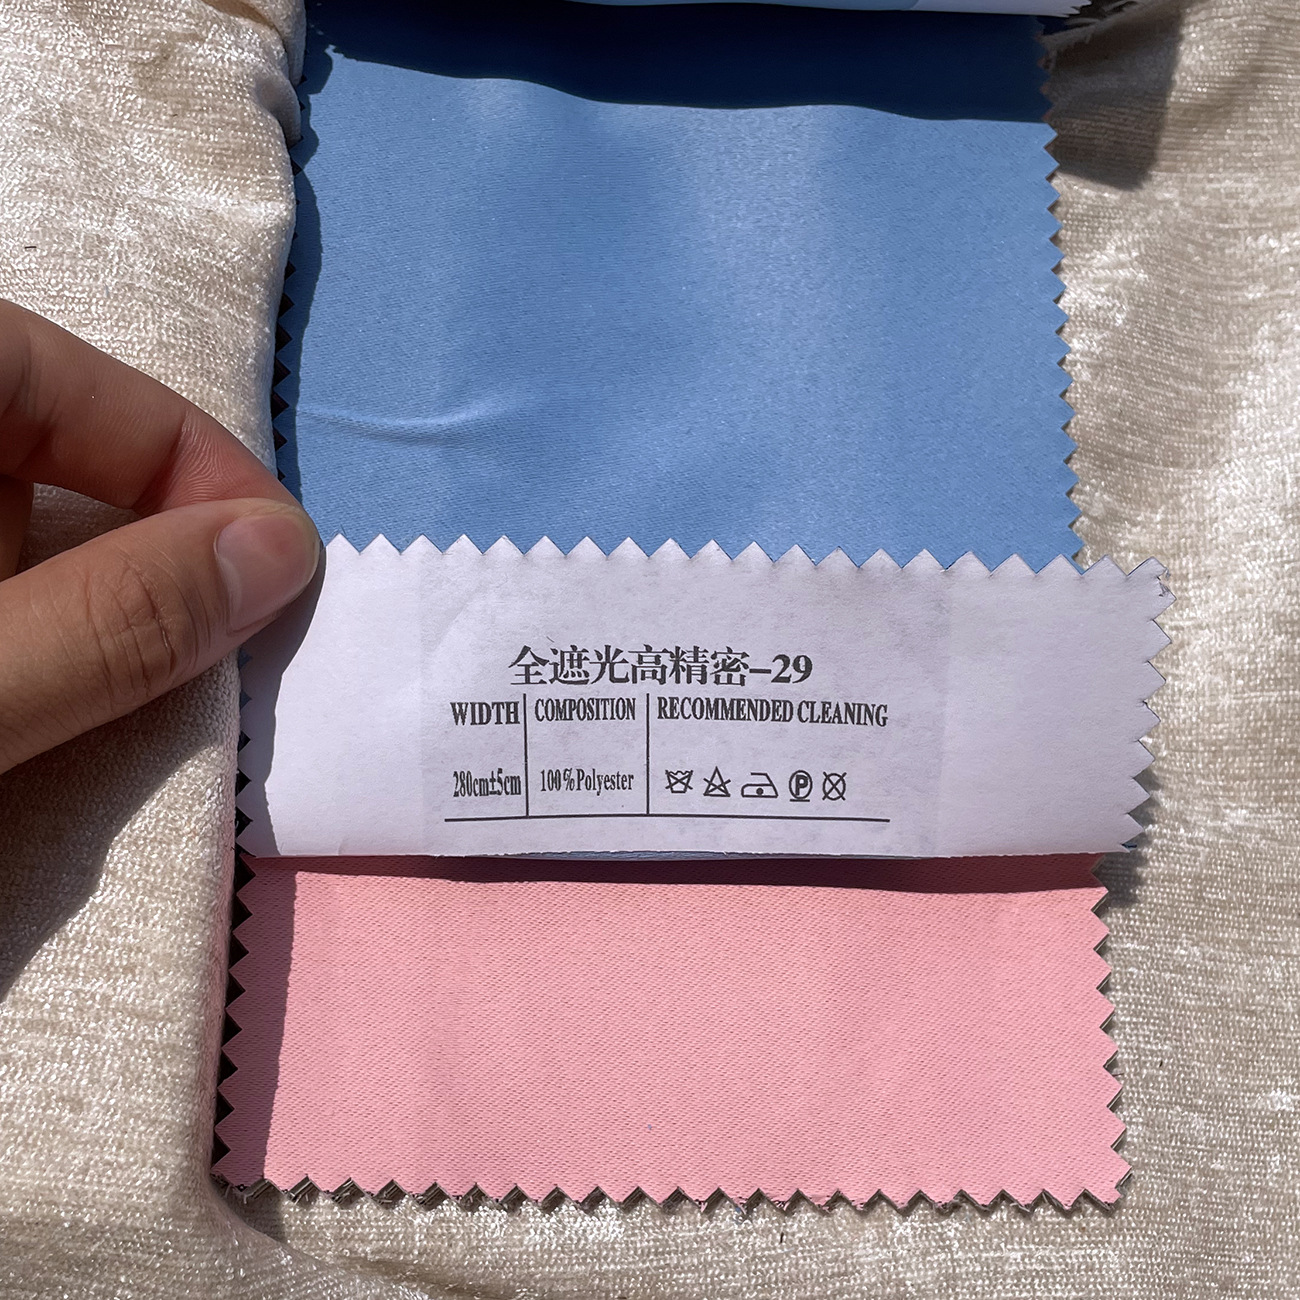 全遮光高精密-29
WIDTH COMPOSITION RECOMMENDED CLEANING
280cm±5cm 100%Polyester P